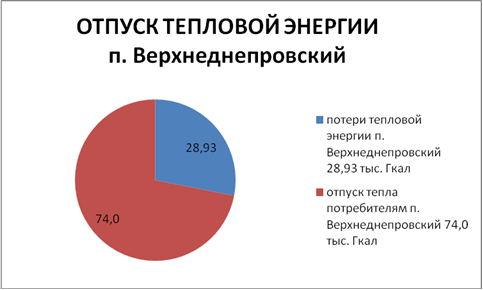 ОТПУСК ТЕПЛОВОЙ ЭНЕРГИИ
п. Верхнеднепровский
28,93
74,0
потери тепловой
энергии п.
Верхнеднепровский
28,93 тыс. Гкал
отпуск тепла
потребителям п.
Верхнеднепровский 74,0
тыс. Гкал